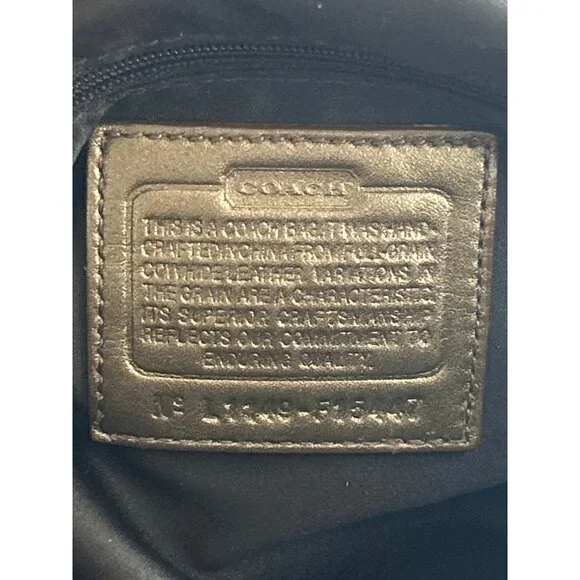 COACH
THIS IS A COACH BAG. IT WAS HAND-
CRAFTED IN CHINA FROM FULL GRAIN
COWHIDE LEATHER. VARIATIONS IN
THE GRAIN ARE A CHARACTERISTIC.
ITS SUPERIOR CRAFTSMANSHIP
REFLECTS OUR COMMITMENT TO
ENDURING QUALITY.
Nº